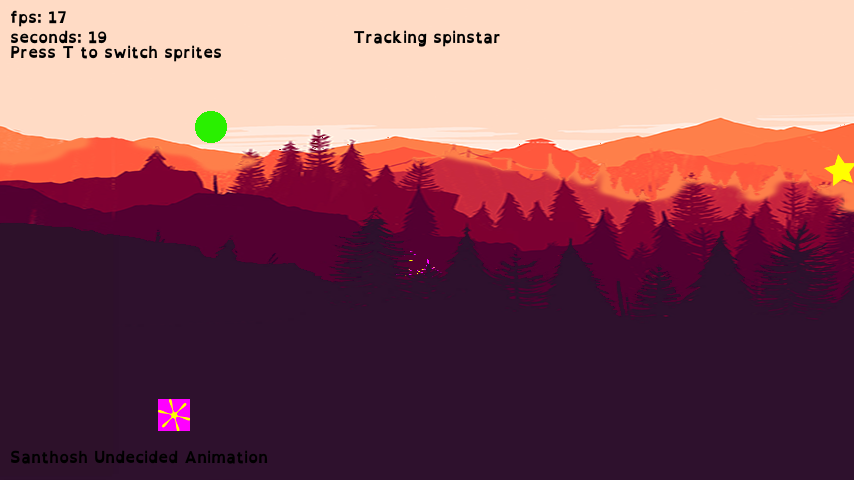 fps: 17
seconds: 19
Press T to switch sprites
Tracking spinstar
Santhosh Undecided Animation